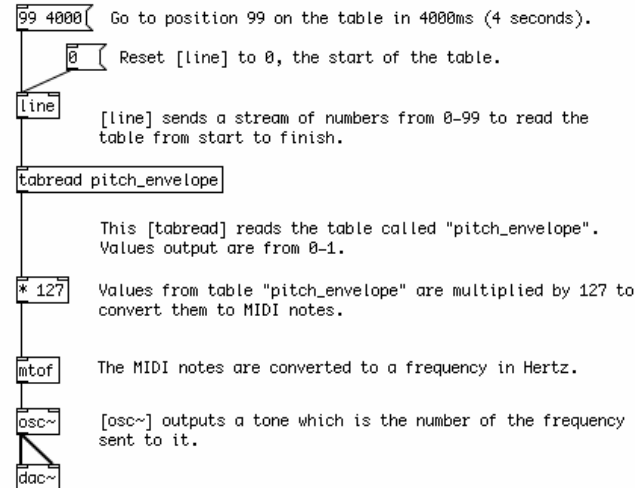 99 4000
Go to position 99 on the table in 4000ms (4 seconds).
0
Reset [line] to 0, the start of the table.
line
[line] sends a stream of numbers from 0-99 to read the
table from start to finish.
tabread pitch_envelope
This [tabread] reads the table called "pitch_envelope".
Values output are from 0-1.
* 127
Values from table "pitch_envelope" are multiplied by 127 to
convert them to MIDI notes.
mtof
The MIDI notes are converted to a frequency in Hertz.
osc~
[osc~] outputs a tone which is the number of the frequency
sent to it.
dac~